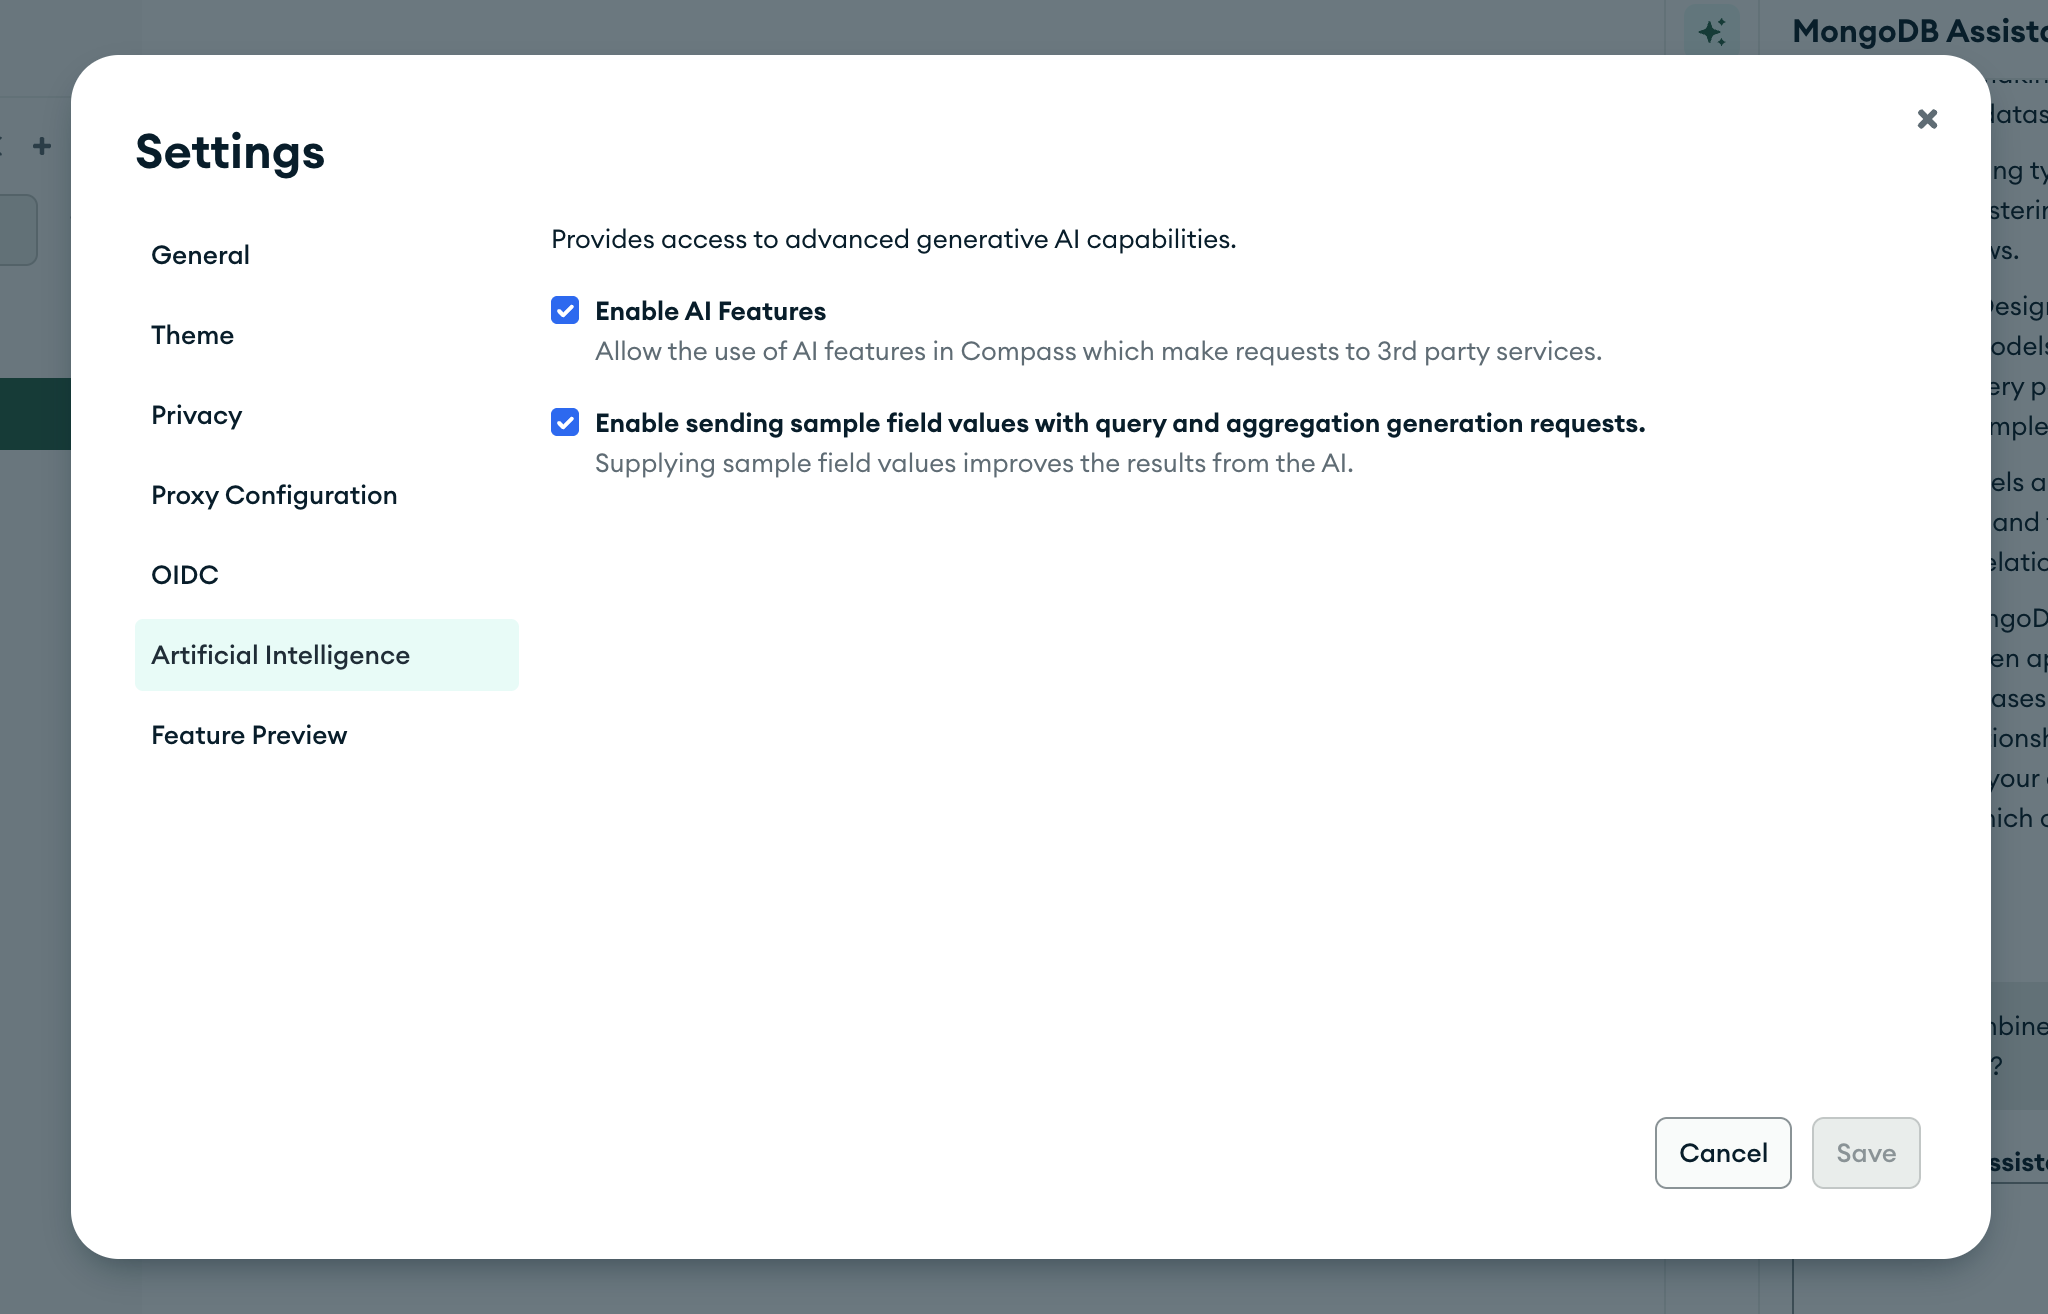 MongoDB
Settings
General
Theme
Privacy
Proxy Configuration
OIDC
Artificial Intelligence
Feature Preview
Provides access to advanced generative AI capabilities.
Enable AI Features
Allow the use of AI features in Compass which make requests to 3rd party services.
Enable sending sample field values with query and aggregation generation requests.
Supplying sample field values improves the results from the AI.
and
your
?
Cancel
Save